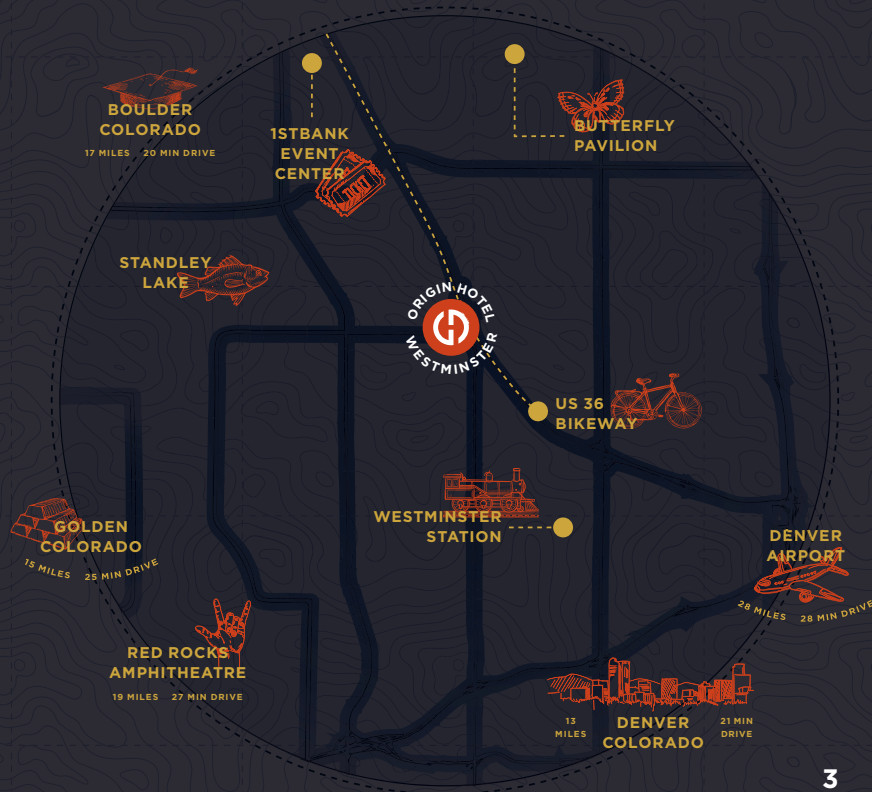 BOULDER
COLORADO
17 MILES 20 MIN DRIVE
1STBANK
EVENT
CENTER
BUTTERFLY
PAVILION
STANDLEY
LAKE
ORIGIN HOTEL
WESTMINSTER
US 36
BIKEWAY
WESTMINSTER
STATION
GOLDEN
COLORADO
15 MILES 25 MIN DRIVE
DENVER
AIRPORT
28 MILES 28 MIN DRIVE
RED ROCKS
AMPHITHEATRE
19 MILES 27 MIN DRIVE
13
MILES
DENVER
COLORADO
21 MIN
DRIVE
3